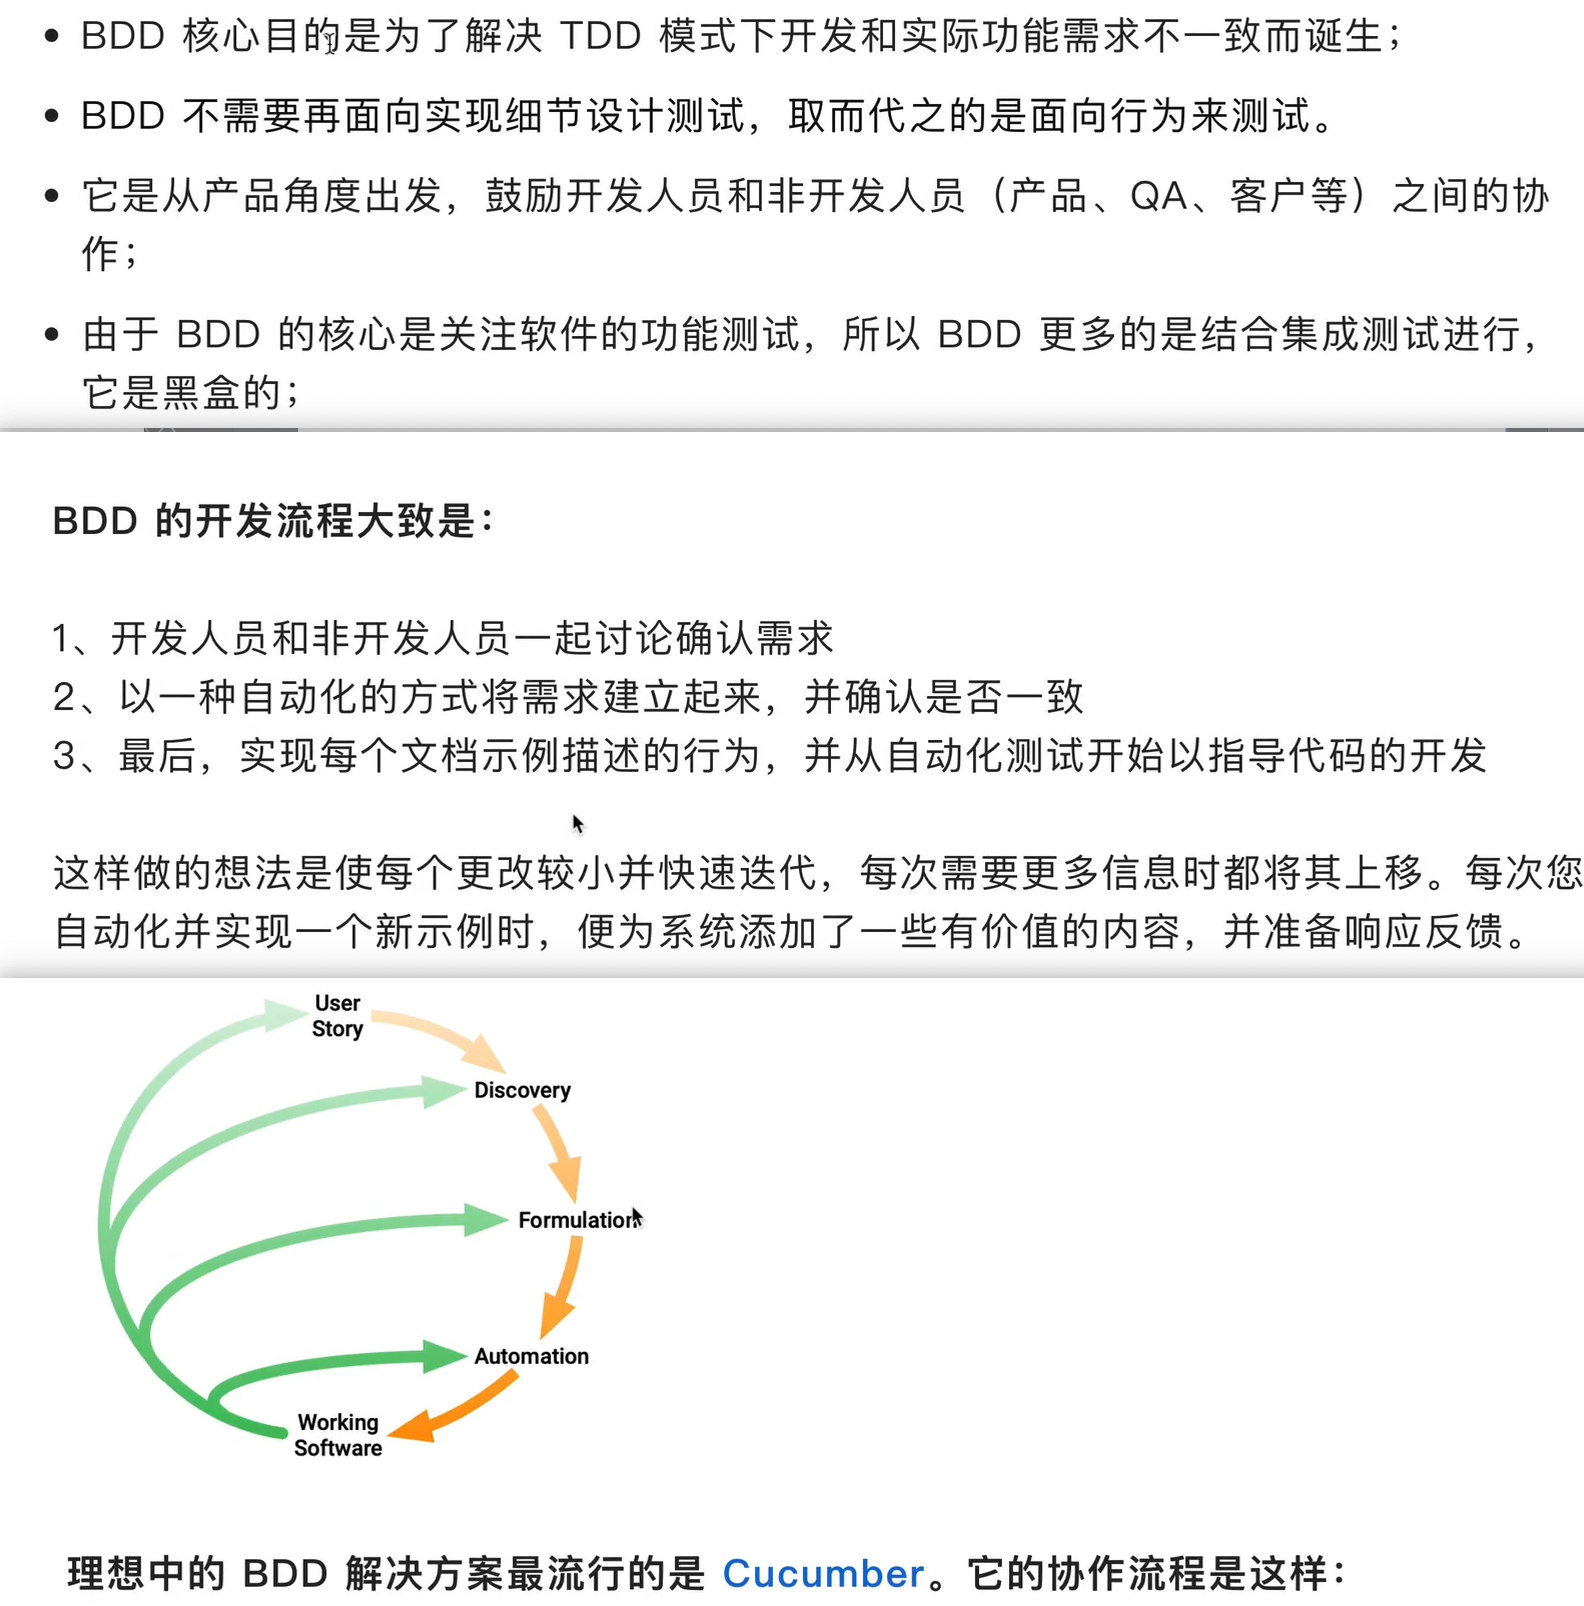 • BDD 核心目的是为了解决 TDD 模式下开发和实际功能需求不一致而诞生；
• BDD 不需要再面向实现细节设计测试，取而代之的是面向行为来测试。
• 它是从产品角度出发，鼓励开发人员和非开发人员（产品、QA、客户等）之间的协
作；
• 由于 BDD 的核心是关注软件的功能测试，所以 BDD 更多的是结合集成测试进行，
它是黑盒的；
BDD 的开发流程大致是：
1、开发人员和非开发人员一起讨论确认需求
2、以一种自动化的方式将需求建立起来，并确认是否一致
3、最后，实现每个文档示例描述的行为，并从自动化测试开始以指导代码的开发
这样做的想法是使每个更改较小并快速迭代，每次需要更多信息时都将其上移。每次您
自动化并实现一个新示例时，便为系统添加了一些有价值的内容，并准备响应反馈。
User
Story
Discovery
Formulation
Automation
Working
Software
理想中的 BDD 解决方案最流行的是 Cucumber。它的协作流程是这样：